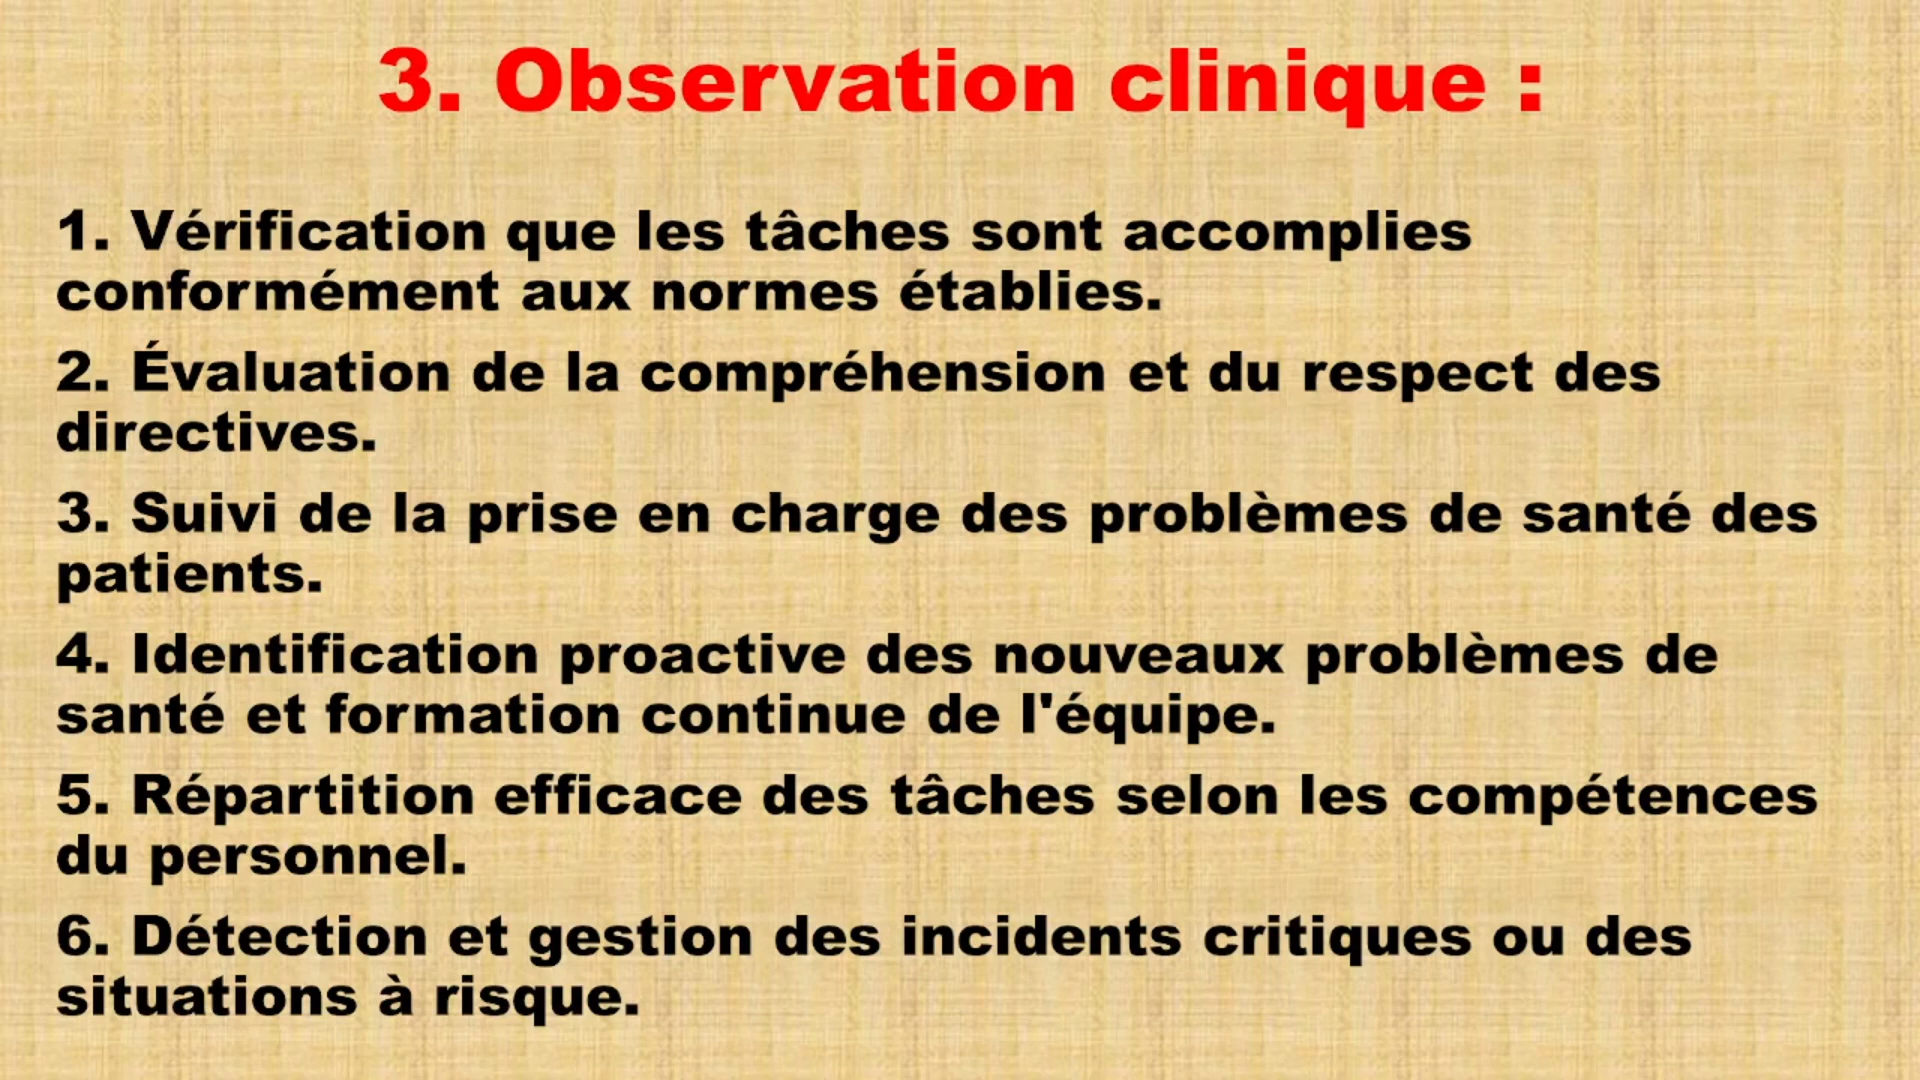 3. Observation clinique :
1. Vérification que les tâches sont accomplies
conformément aux normes établies.
2. Évaluation de la compréhension et du respect des
directives.
3. Suivi de la prise en charge des problèmes de santé des
patients.
4. Identification proactive des nouveaux problèmes de
santé et formation continue de l'équipe.
5. Répartition efficace des tâches selon les compétences
du personnel.
6. Détection et gestion des incidents critiques ou des
situations à risque.